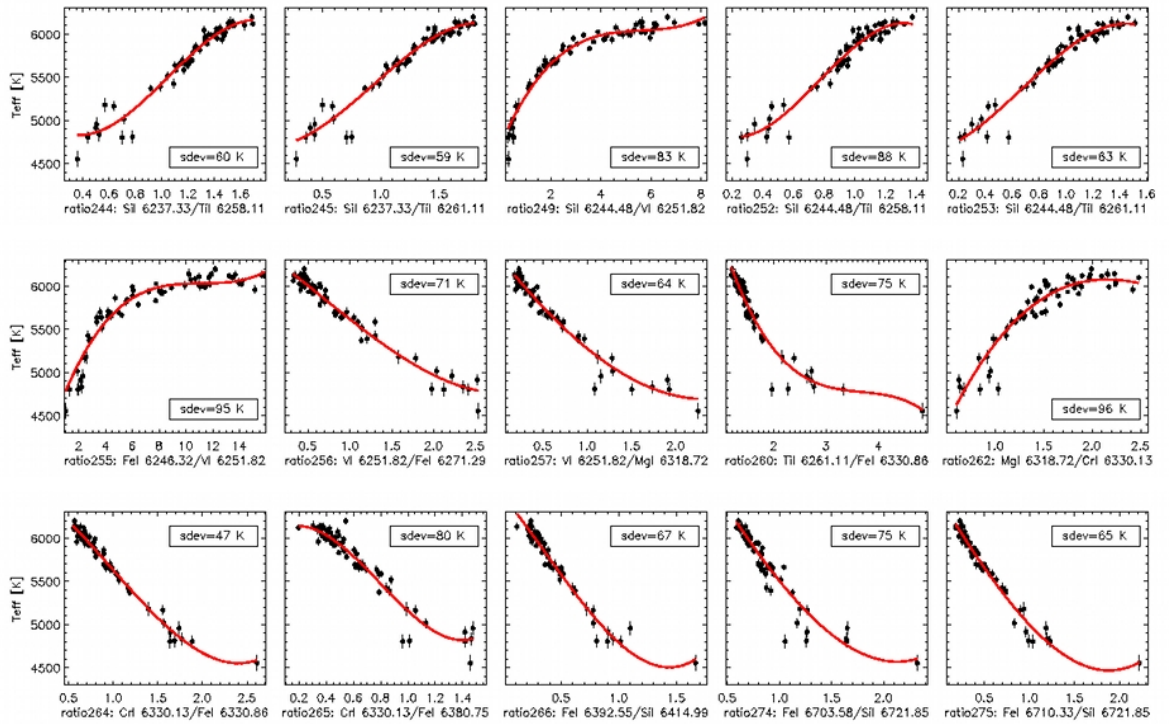 6000
5500
5000
4500
Teff [K]
sdev=60 K
sdev=59 K
sdev=83 K
sdev=88 K
sdev=63 K
0.4 0.6 0.8 1.0 1.2 1.4 1.6
0.5 1.0 1.5
2 4 6 8
0.2 0.4 0.6 0.8 1.0 1.2 1.4
0.2 0.4 0.6 0.8 1.0 1.2 1.4 1.6
ratio244: SiI 6237.33/TiI 6258.11
ratio245: SiI 6237.33/TiI 6261.11
ratio249: SiI 6244.48/VI 6251.82
ratio252: SiI 6244.48/TiI 6258.11
ratio253: SiI 6244.48/TiI 6261.11
6000
5500
5000
4500
Teff [K]
sdev=95 K
sdev=71 K
sdev=64 K
sdev=75 K
sdev=96 K
2 4 6 8 10 12 14
0.5 1.0 1.5 2.0 2.5
0.5 1.0 1.5 2.0
2 3 4
1.0 1.5 2.0 2.5
ratio255: FeI 6246.32/VI 6251.82
ratio256: VI 6251.82/FeI 6271.29
ratio257: VI 6251.82/MgI 6318.72
ratio260: TiI 6261.11/FeI 6330.86
ratio262: MgI 6318.72/CrI 6330.13
6000
5500
5000
4500
Teff [K]
sdev=47 K
sdev=80 K
sdev=67 K
sdev=75 K
sdev=65 K
0.5 1.0 1.5 2.0 2.5
0.2 0.4 0.6 0.8 1.0 1.2 1.4
0.5 1.0 1.5
1.0 1.5 2.0
0.5 1.0 1.5 2.0
ratio264: CrI 6330.13/FeI 6330.86
ratio265: CrI 6330.13/FeI 6380.75
ratio266: FeI 6392.55/SiI 6414.99
ratio274: FeI 6703.58/SiI 6721.85
ratio275: FeI 6710.33/SiI 6721.85